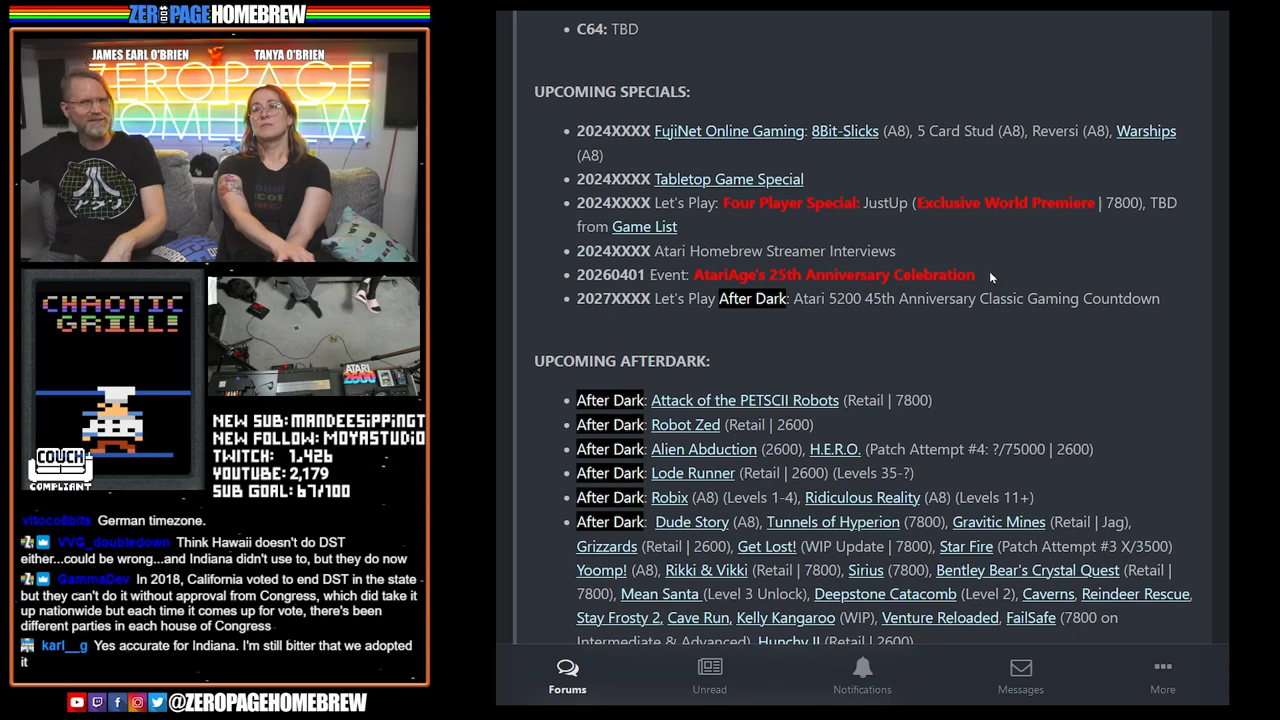 ZEROPAGEHOMEBREW
JAMES EARL O'BRIEN
TANYA O'BRIEN
ZEROPAGE
HOMEBREW
CHAOTIC
GRILL!
COUCH
COMPLIANT
ATARI
2600
NEW SUB:MANDEESIPPINGT
NEW FOLLOW:MOYASTUDIO
TWITCH: 1,426
YOUTUBE: 2,179
SUB GOAL: 67/100
vitoco8bits German timezone.
VVG_doubledown Think Hawaii doesn't do DST
either...could be wrong...and Indiana didn't use to, but they do now
GammaDev In 2018, California voted to end DST in the state
but they can't do it without approval from Congress, which did take it
up nationwide but each time it comes up for vote, there's been
different parties in each house of Congress
karl__g Yes accurate for Indiana. I'm still bitter that we adopted
it
@ZEROPAGEHOMEBREW
• C64: TBD
UPCOMING SPECIALS:
• 2024XXXX FujiNet Online Gaming: 8Bit-Slicks (A8), 5 Card Stud (A8), Reversi (A8), Warships
(A8)
• 2024XXXX Tabletop Game Special
• 2024XXXX Let's Play: Four Player Special: JustUp (Exclusive World Premiere | 7800), TBD
from Game List
• 2024XXXX Atari Homebrew Streamer Interviews
• 20260401 Event: AtariAge's 25th Anniversary Celebration
• 2027XXXX Let's Play After Dark: Atari 5200 45th Anniversary Classic Gaming Countdown
UPCOMING AFTERDARK:
• After Dark: Attack of the PETSCII Robots (Retail | 7800)
• After Dark: Robot Zed (Retail | 2600)
• After Dark: Alien Abduction (2600), H.E.R.O. (Patch Attempt #4: ?/75000 | 2600)
• After Dark: Lode Runner (Retail | 2600) (Levels 35-?)
• After Dark: Robix (A8) (Levels 1-4), Ridiculous Reality (A8) (Levels 11+)
• After Dark: Dude Story (A8), Tunnels of Hyperion (7800), Gravitic Mines (Retail | Jag),
Grizzards (Retail | 2600), Get Lost! (WIP Update | 7800), Star Fire (Patch Attempt #3 X/3500)
Yoomp! (A8), Rikki & Vikki (Retail | 7800), Sirius (7800), Bentley Bear's Crystal Quest (Retail |
7800), Mean Santa (Level 3 Unlock), Deepstone Catacomb (Level 2), Caverns, Reindeer Rescue,
Stay Frosty 2, Cave Run, Kelly Kangaroo (WIP), Venture Reloaded, FailSafe (7800 on
Intermediate & Advanced), Hunchy II (Retail | 2600)
Forums
Unread
Notifications
Messages
More